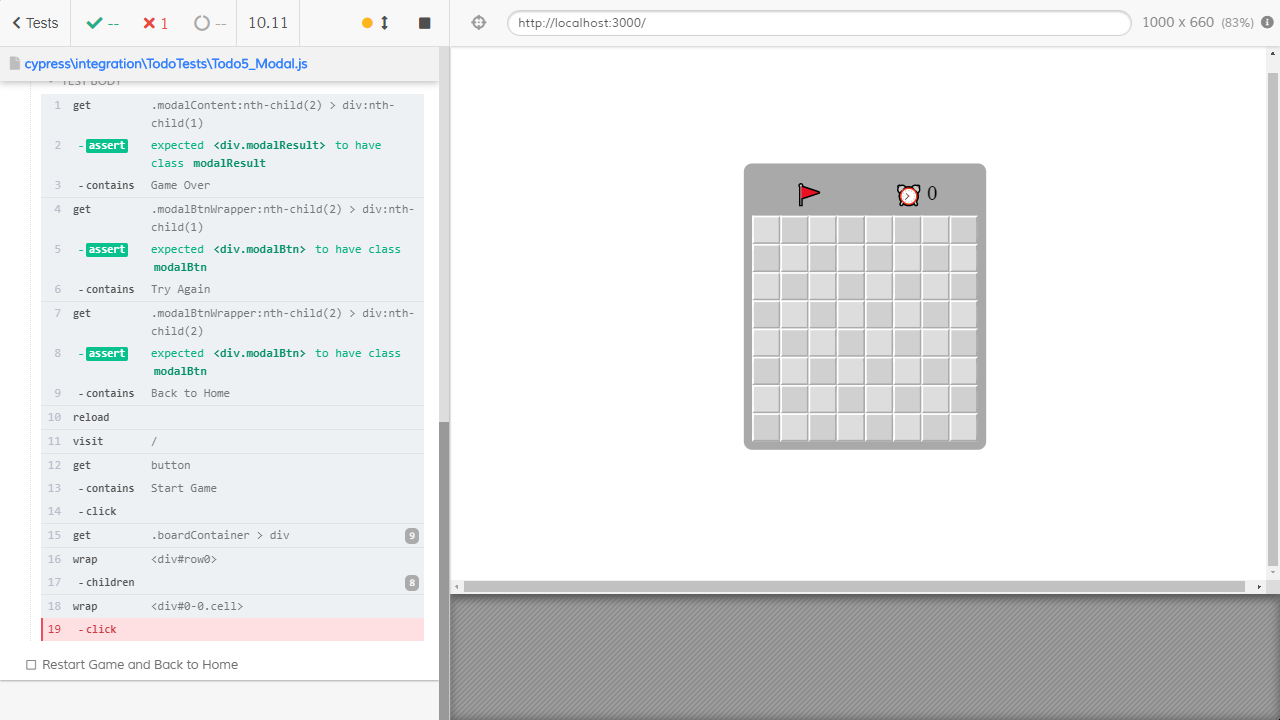 Tests -- 1 -- 10.11
http://localhost:3000/ 1000 x 660 (83%)
cypress\integration\TodoTests\Todo5_Modal.js
TEST BODY
1 get .modalContent:nth-child(2) > div:nth-
child(1)
2 - assert expected <div.modalResult> to have
class modalResult
3 - contains Game Over
4 get .modalBtnWrapper:nth-child(2) > div:nth-
child(1)
5 - assert expected <div.modalBtn> to have class
modalBtn
6 - contains Try Again
7 get .modalBtnWrapper:nth-child(2) > div:nth-
child(2)
8 - assert expected <div.modalBtn> to have class
modalBtn
9 - contains Back to Home
10 reload
11 visit /
12 get button
13 - contains Start Game
14 - click
15 get .boardContainer > div 9
16 wrap <div#row0>
17 - children 8
18 wrap <div#0-0.cell>
19 - click
Restart Game and Back to Home
0